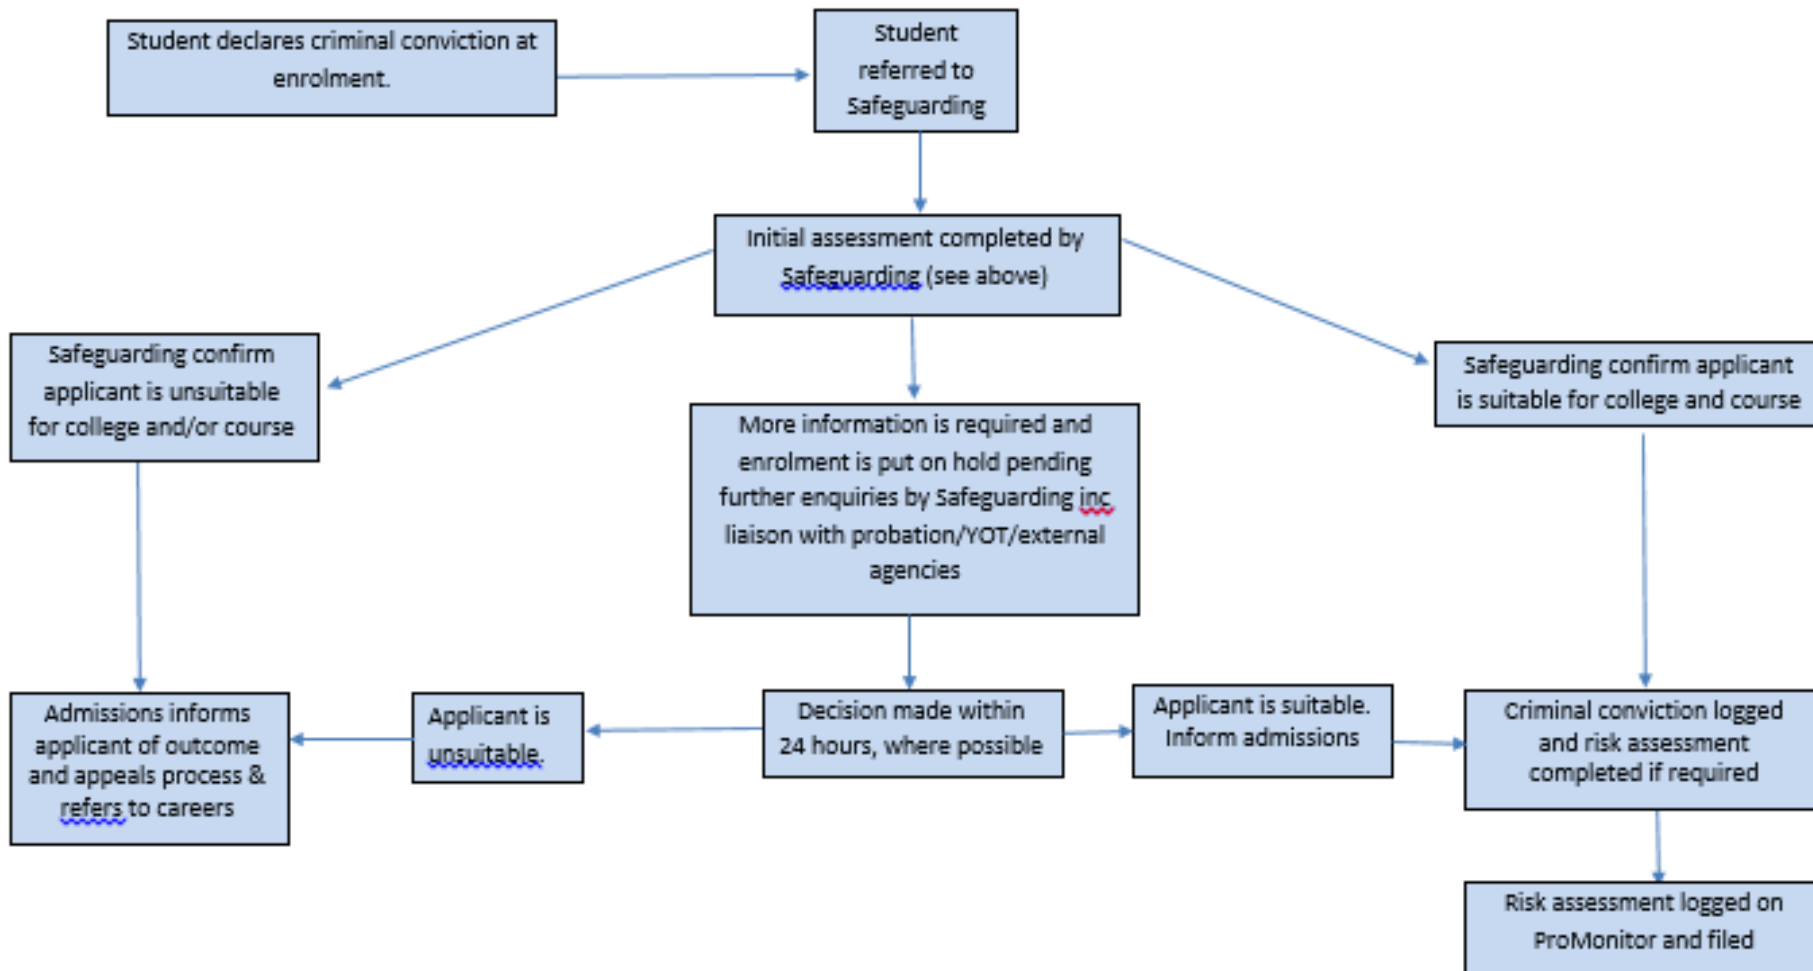 Student declares criminal conviction at
enrolment.
Student
referred to
Safeguarding
Initial assessment completed by
Safeguarding (see above)
Safeguarding confirm
applicant is unsuitable
for college and/or course
More information is required and
enrolment is put on hold pending
further enquiries by Safeguarding inc
liaison with probation/YOT/external
agencies
Safeguarding confirm applicant
is suitable for college and course
Admissions informs
applicant of outcome
and appeals process &
refers to careers
Applicant is
unsuitable.
Decision made within
24 hours, where possible
Applicant is suitable.
Inform admissions
Criminal conviction logged
and risk assessment
completed if required
Risk assessment logged on
ProMonitor and filed